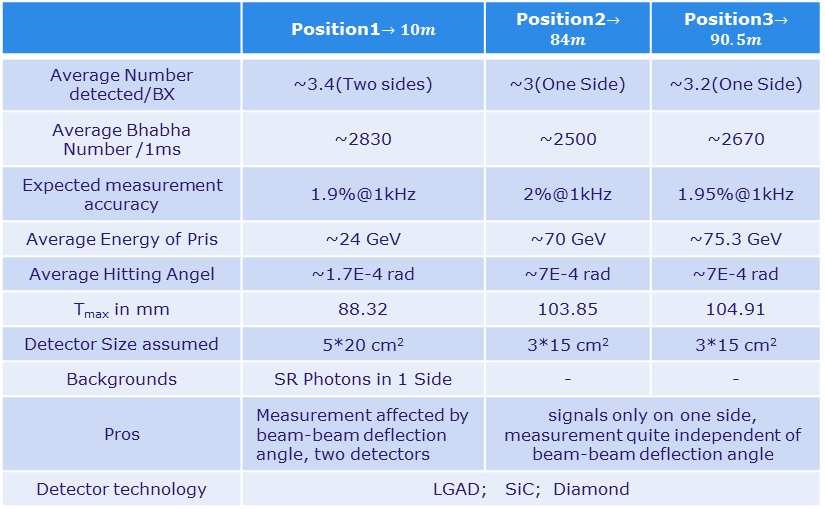 Position1→ 10m
Position2→
84m
Position3→
90.5m
Average Number
detected/BX
~3.4(Two sides)
~3(One Side)
~3.2(One Side)
Average Bhabha
Number /1ms
~2830
~2500
~2670
Expected measurement
accuracy
1.9%@1kHz
2%@1kHz
1.95%@1kHz
Average Energy of Pris
~24 GeV
~70 GeV
~75.3 GeV
Average Hitting Angel
~1.7E-4 rad
~7E-4 rad
~7E-4 rad
Tmax in mm
88.32
103.85
104.91
Detector Size assumed
5*20 cm²
3*15 cm²
3*15 cm²
Backgrounds
SR Photons in 1 Side
-
-
Pros
Measurement affected by
beam-beam deflection
angle, two detectors
signals only on one side,
measurement quite independent of
beam-beam deflection angle
Detector technology
LGAD; SiC; Diamond